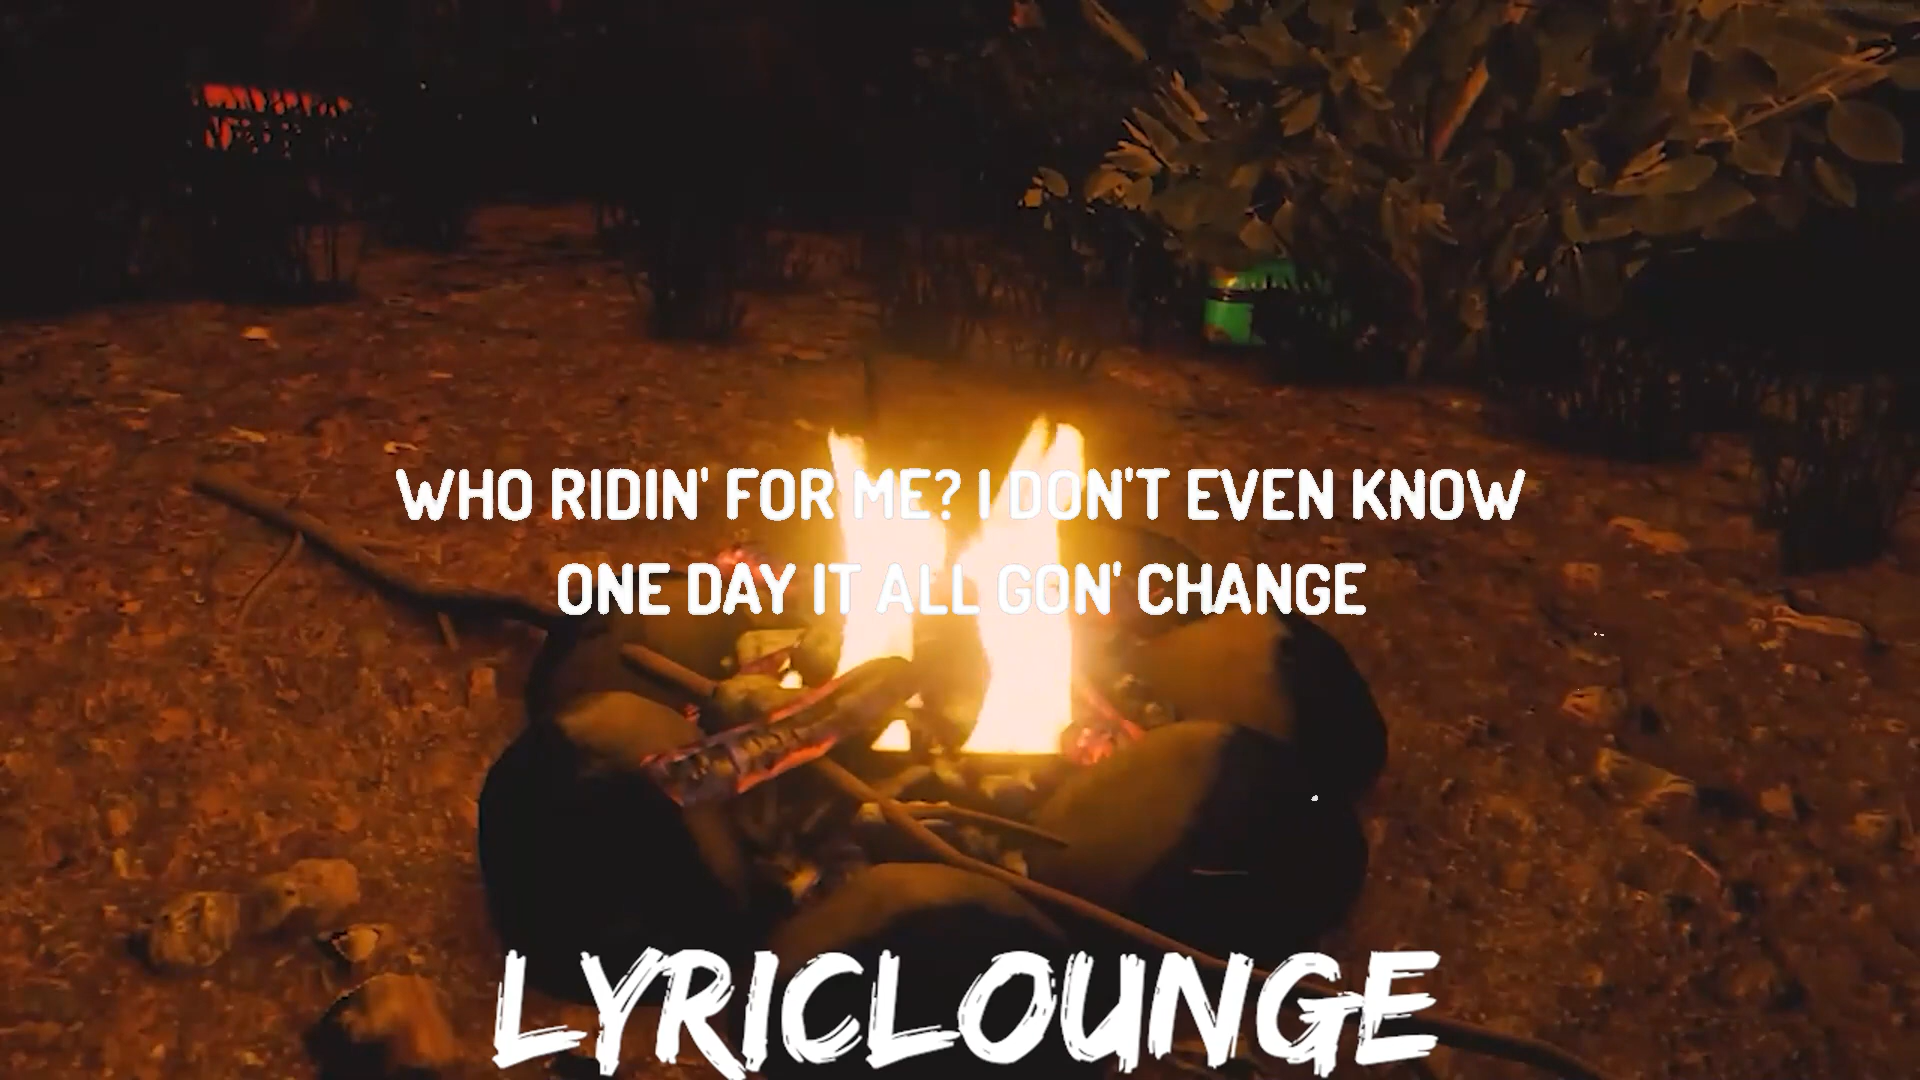 WHO RIDIN' FOR ME? I DON'T EVEN KNOW
ONE DAY IT ALL GON' CHANGE
LYRICLOUNGE